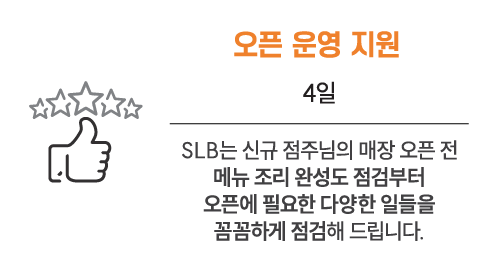 오픈 운영 지원
4일
SLB는 신규 점주님의 매장 오픈 전
메뉴 조리 완성도 점검부터
오픈에 필요한 다양한 일들을
꼼꼼하게 점검해 드립니다.